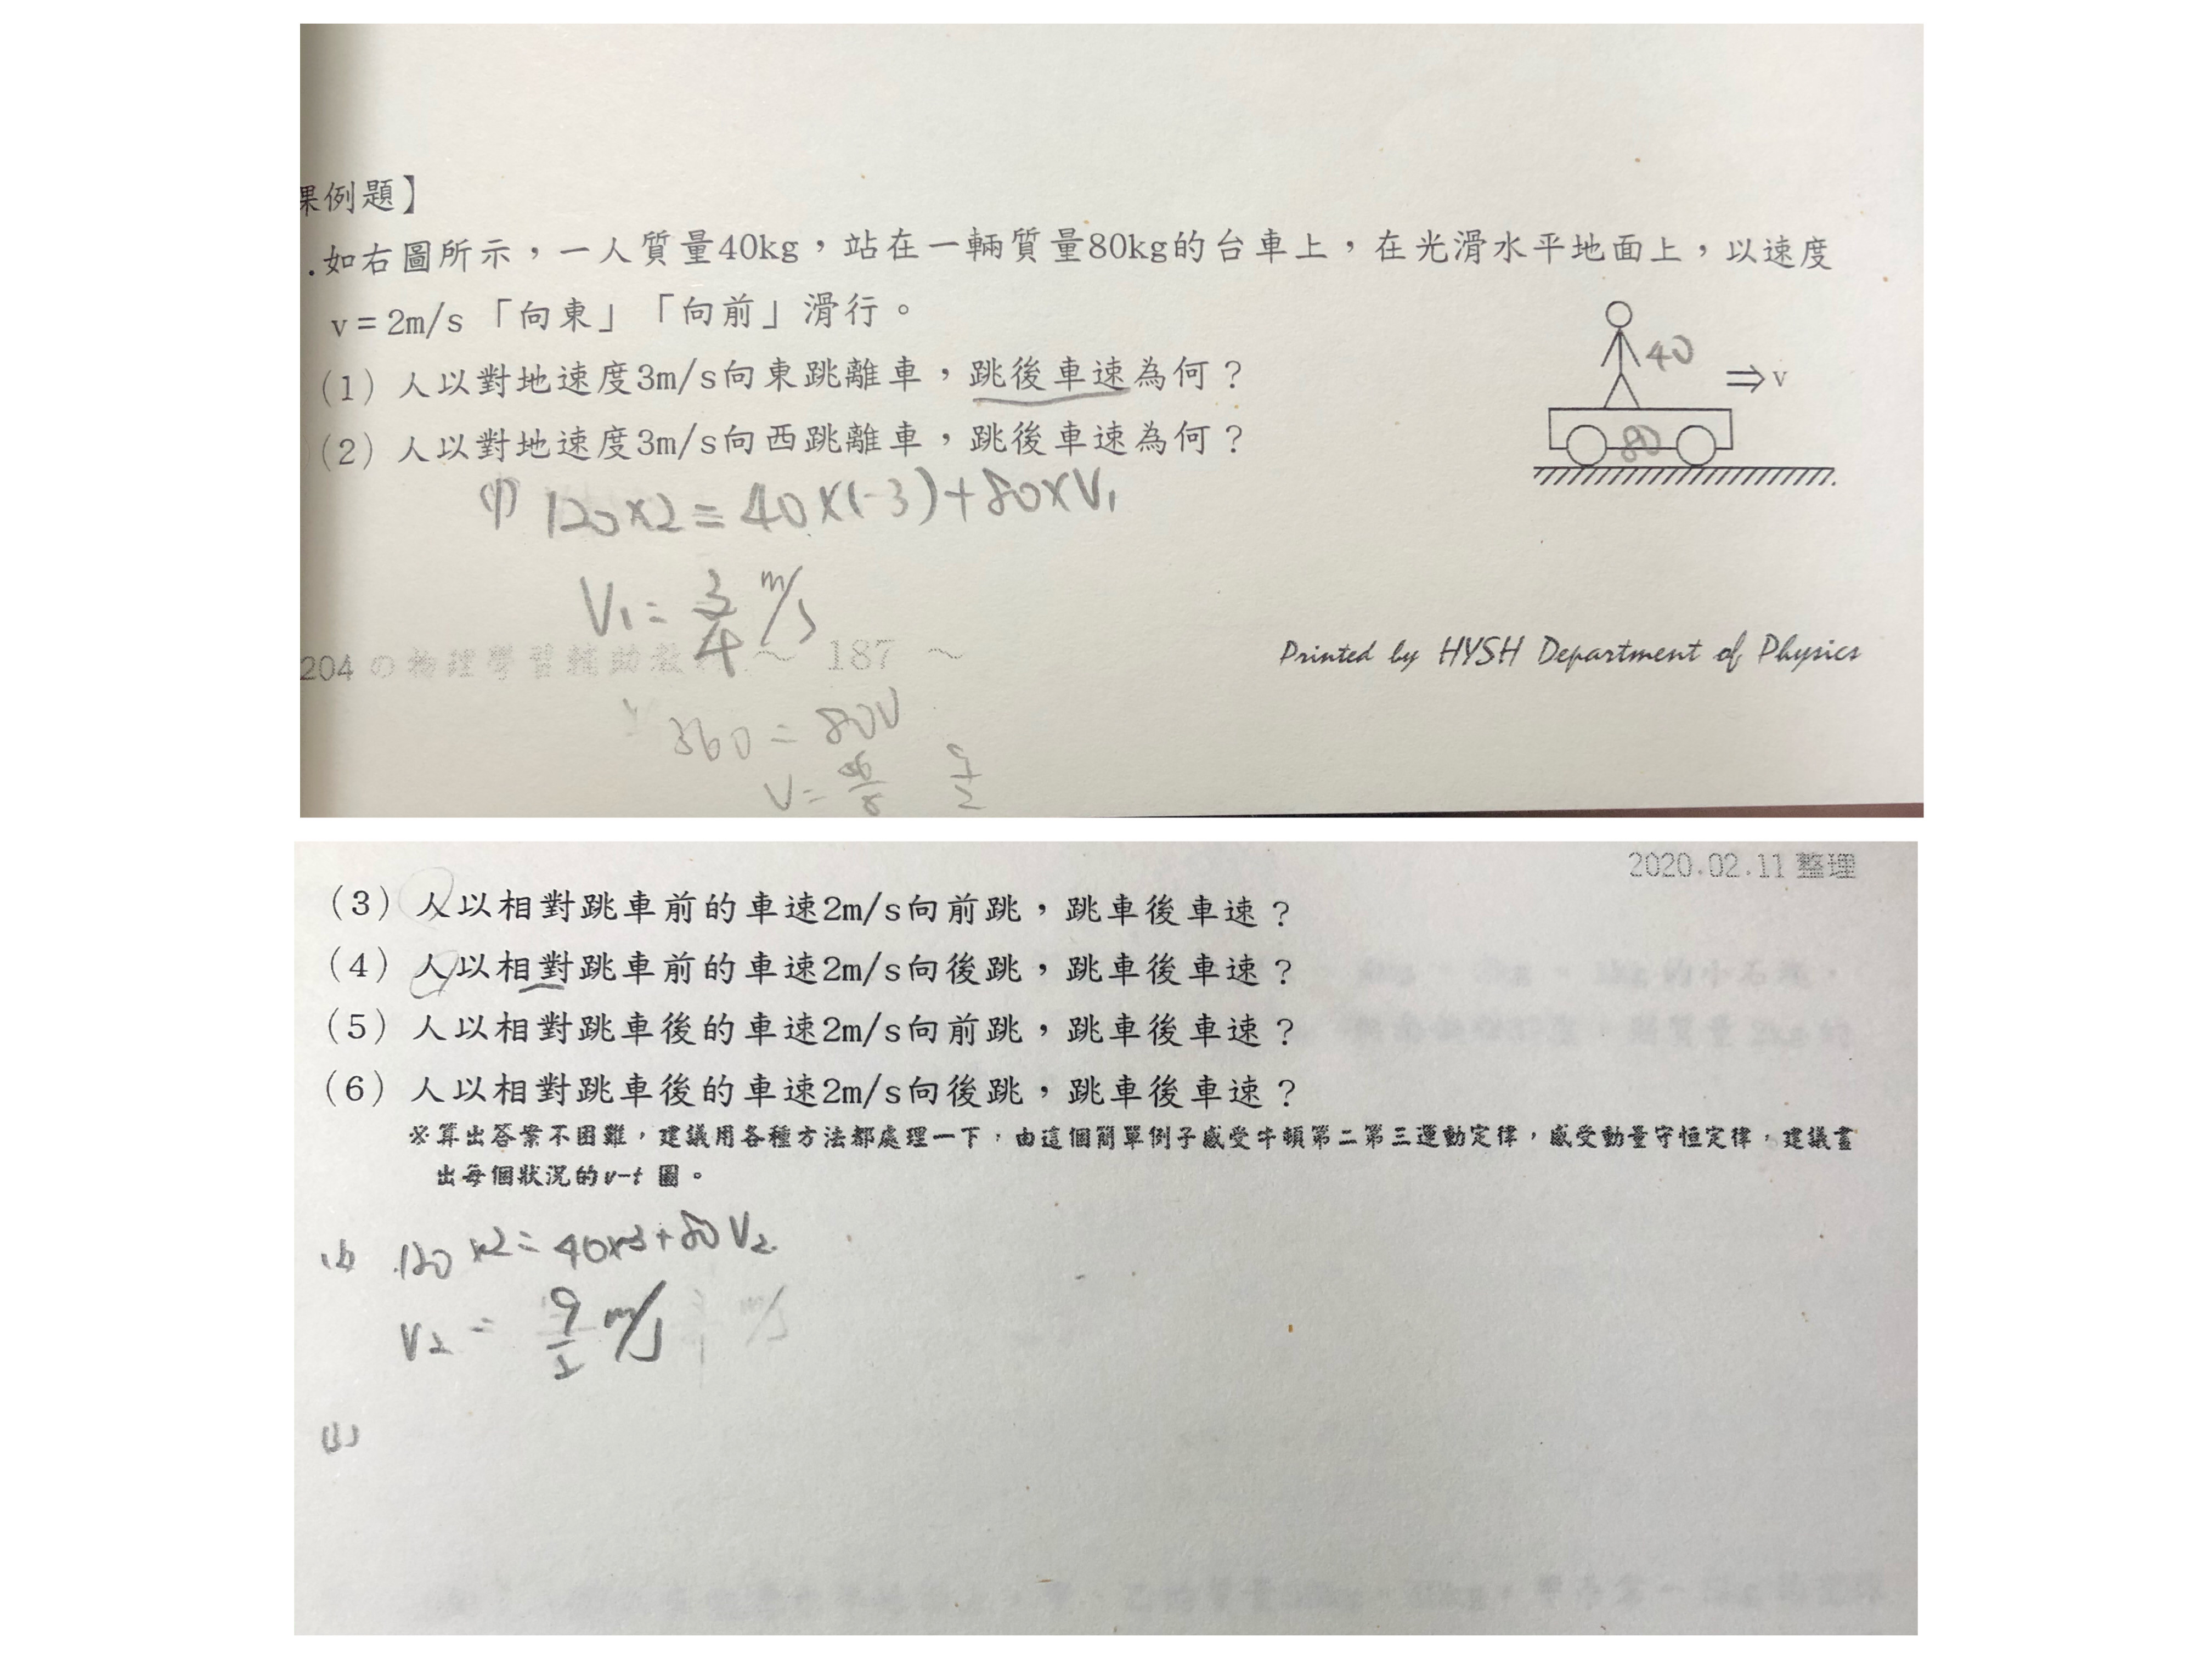 果例題】
.如右圖所示，一人質量40kg，站在一輛質量80kg的台車上，在光滑水平地面上，以速度
v=2m/s「向東」「向前」滑行。
(1) 人以對地速度3m/s向東跳離車，跳後車速為何？
(2) 人以對地速度3m/s向西跳離車，跳後車速為何？
40
⇒v
80
(1) 120×2=40×(-3)+80×V₁
V₁=3/4 m/s
204の物理學習輔助教 ~ 187 ~
Printed by HYSH Department of Physics
360=80V
V=
9/2
2020.02.11 整理
(3) 人以相對跳車前的車速2m/s向前跳，跳車後車速？
(4) 人以相對跳車前的車速2m/s向後跳，跳車後車速？
(5) 人以相對跳車後的車速2m/s向前跳，跳車後車速？
(6) 人以相對跳車後的車速2m/s向後跳，跳車後車速？
※算出答案不困難，建議用各種方法都處理一下，由這個簡單例子感受牛頓第二第三運動定律，感受動量守恒定律，建議畫
出每個狀況的v-t 圖。
(2) 120×2=40×3+80V₂
V₂=9/2 m/s
(3)